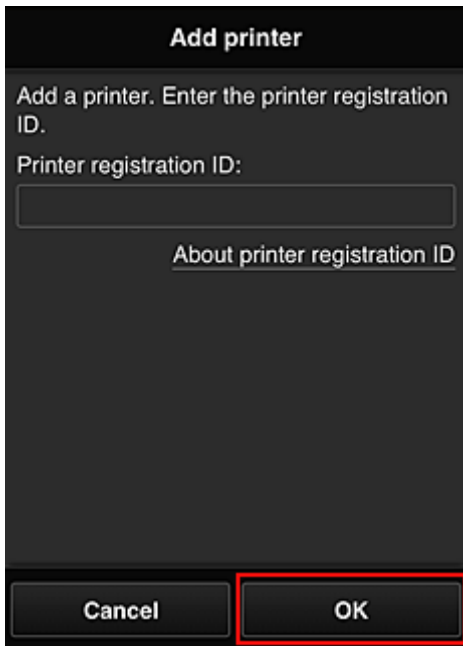 Add printer
Add a printer. Enter the printer registration
ID.
Printer registration ID:
About printer registration ID
Cancel
OK